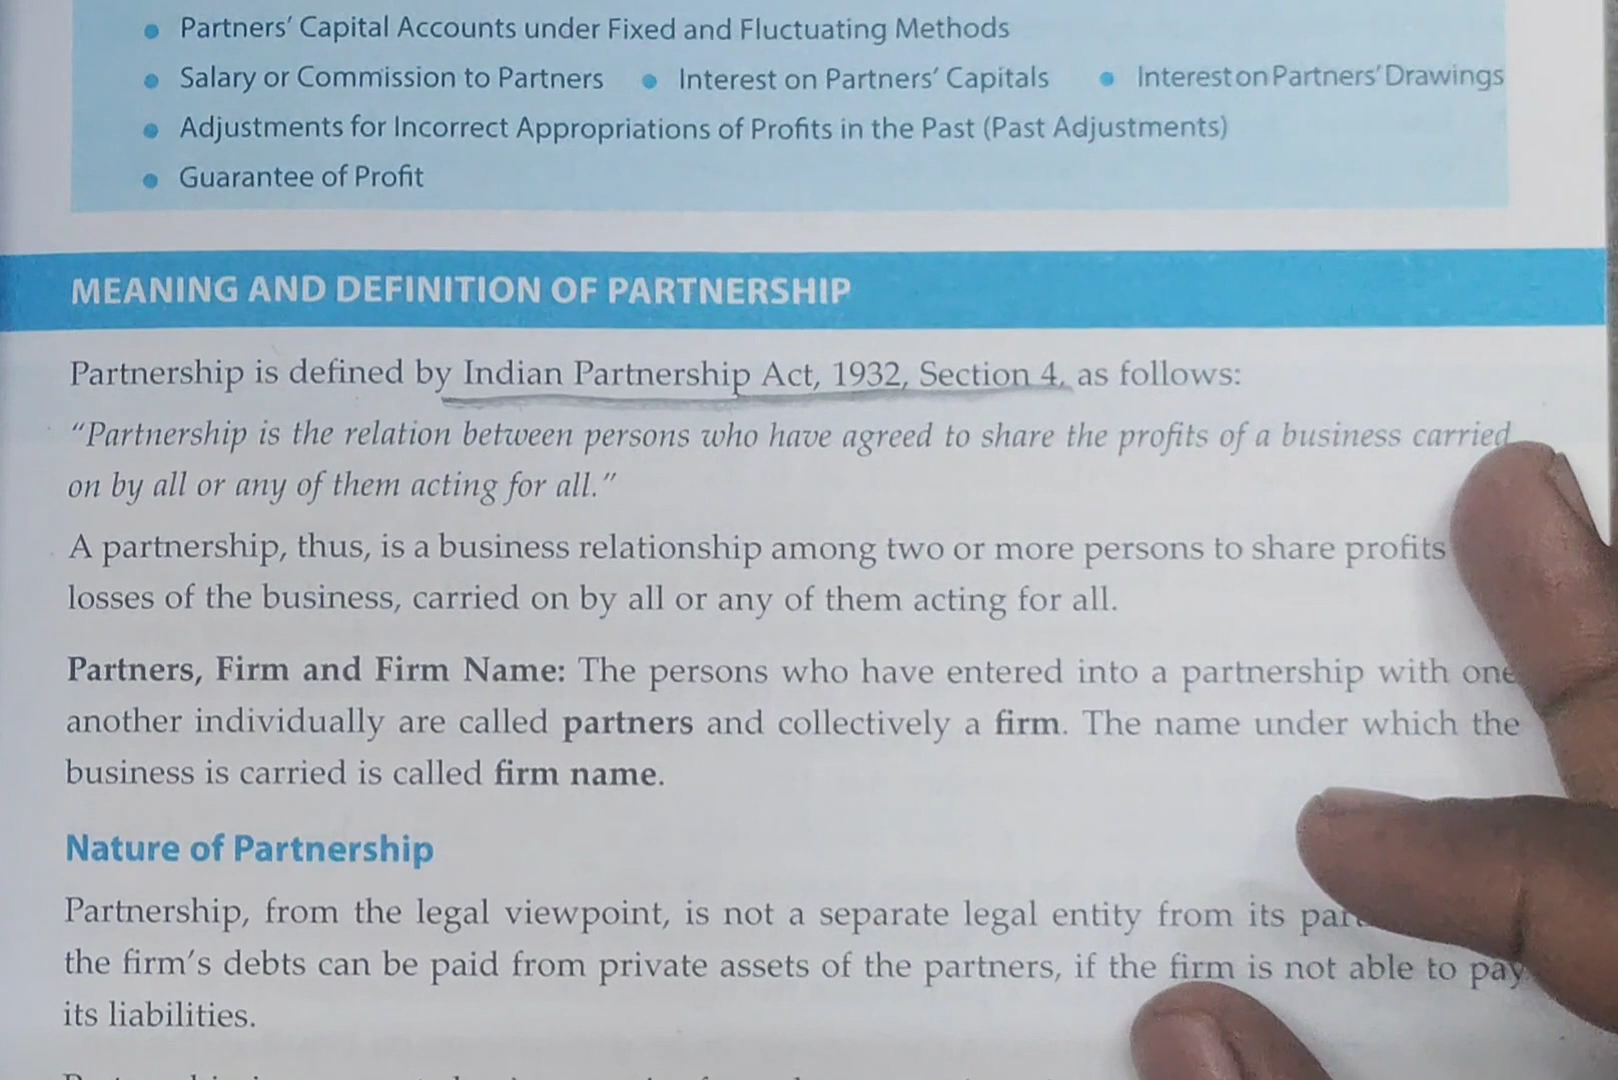 • Partners' Capital Accounts under Fixed and Fluctuating Methods
• Salary or Commission to Partners • Interest on Partners' Capitals • Interest on Partners' Drawings
• Adjustments for Incorrect Appropriations of Profits in the Past (Past Adjustments)
• Guarantee of Profit
MEANING AND DEFINITION OF PARTNERSHIP
Partnership is defined by Indian Partnership Act, 1932, Section 4, as follows:
"Partnership is the relation between persons who have agreed to share the profits of a business carried
on by all or any of them acting for all."
A partnership, thus, is a business relationship among two or more persons to share profits
losses of the business, carried on by all or any of them acting for all.
Partners, Firm and Firm Name: The persons who have entered into a partnership with one
another individually are called partners and collectively a firm. The name under which the
business is carried is called firm name.
Nature of Partnership
Partnership, from the legal viewpoint, is not a separate legal entity from its
the firm's debts can be paid from private assets of the partners, if the firm is not able to pay
its liabilities.